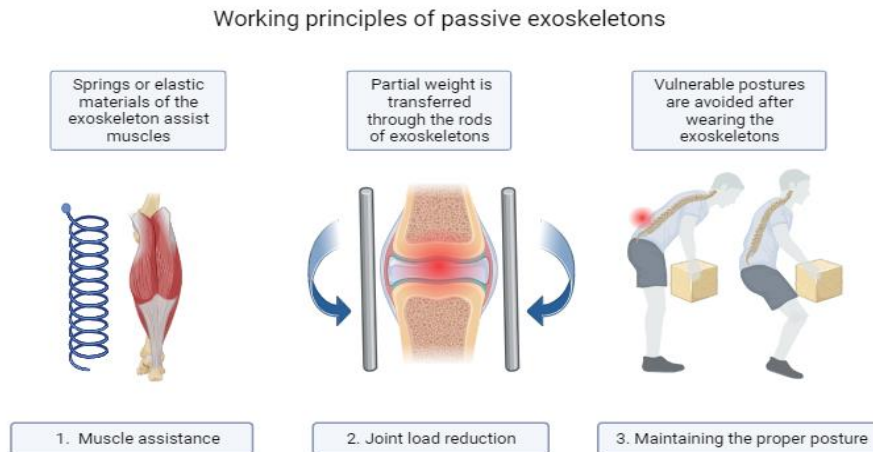 Working principles of passive exoskeletons
Springs or elastic
materials of the
exoskeleton assist
muscles
Partial weight is
transferred
through the rods
of exoskeletons
Vulnerable postures
are avoided after
wearing the
exoskeletons
1. Muscle assistance
2. Joint load reduction
3. Maintaining the proper posture